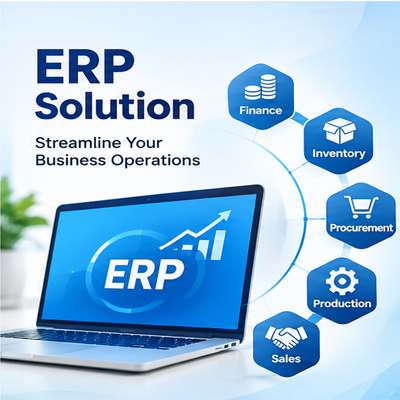 ERP
Solution
Streamline Your
Business Operations
Finance
Inventory
Procurement
Production
Sales
ERP